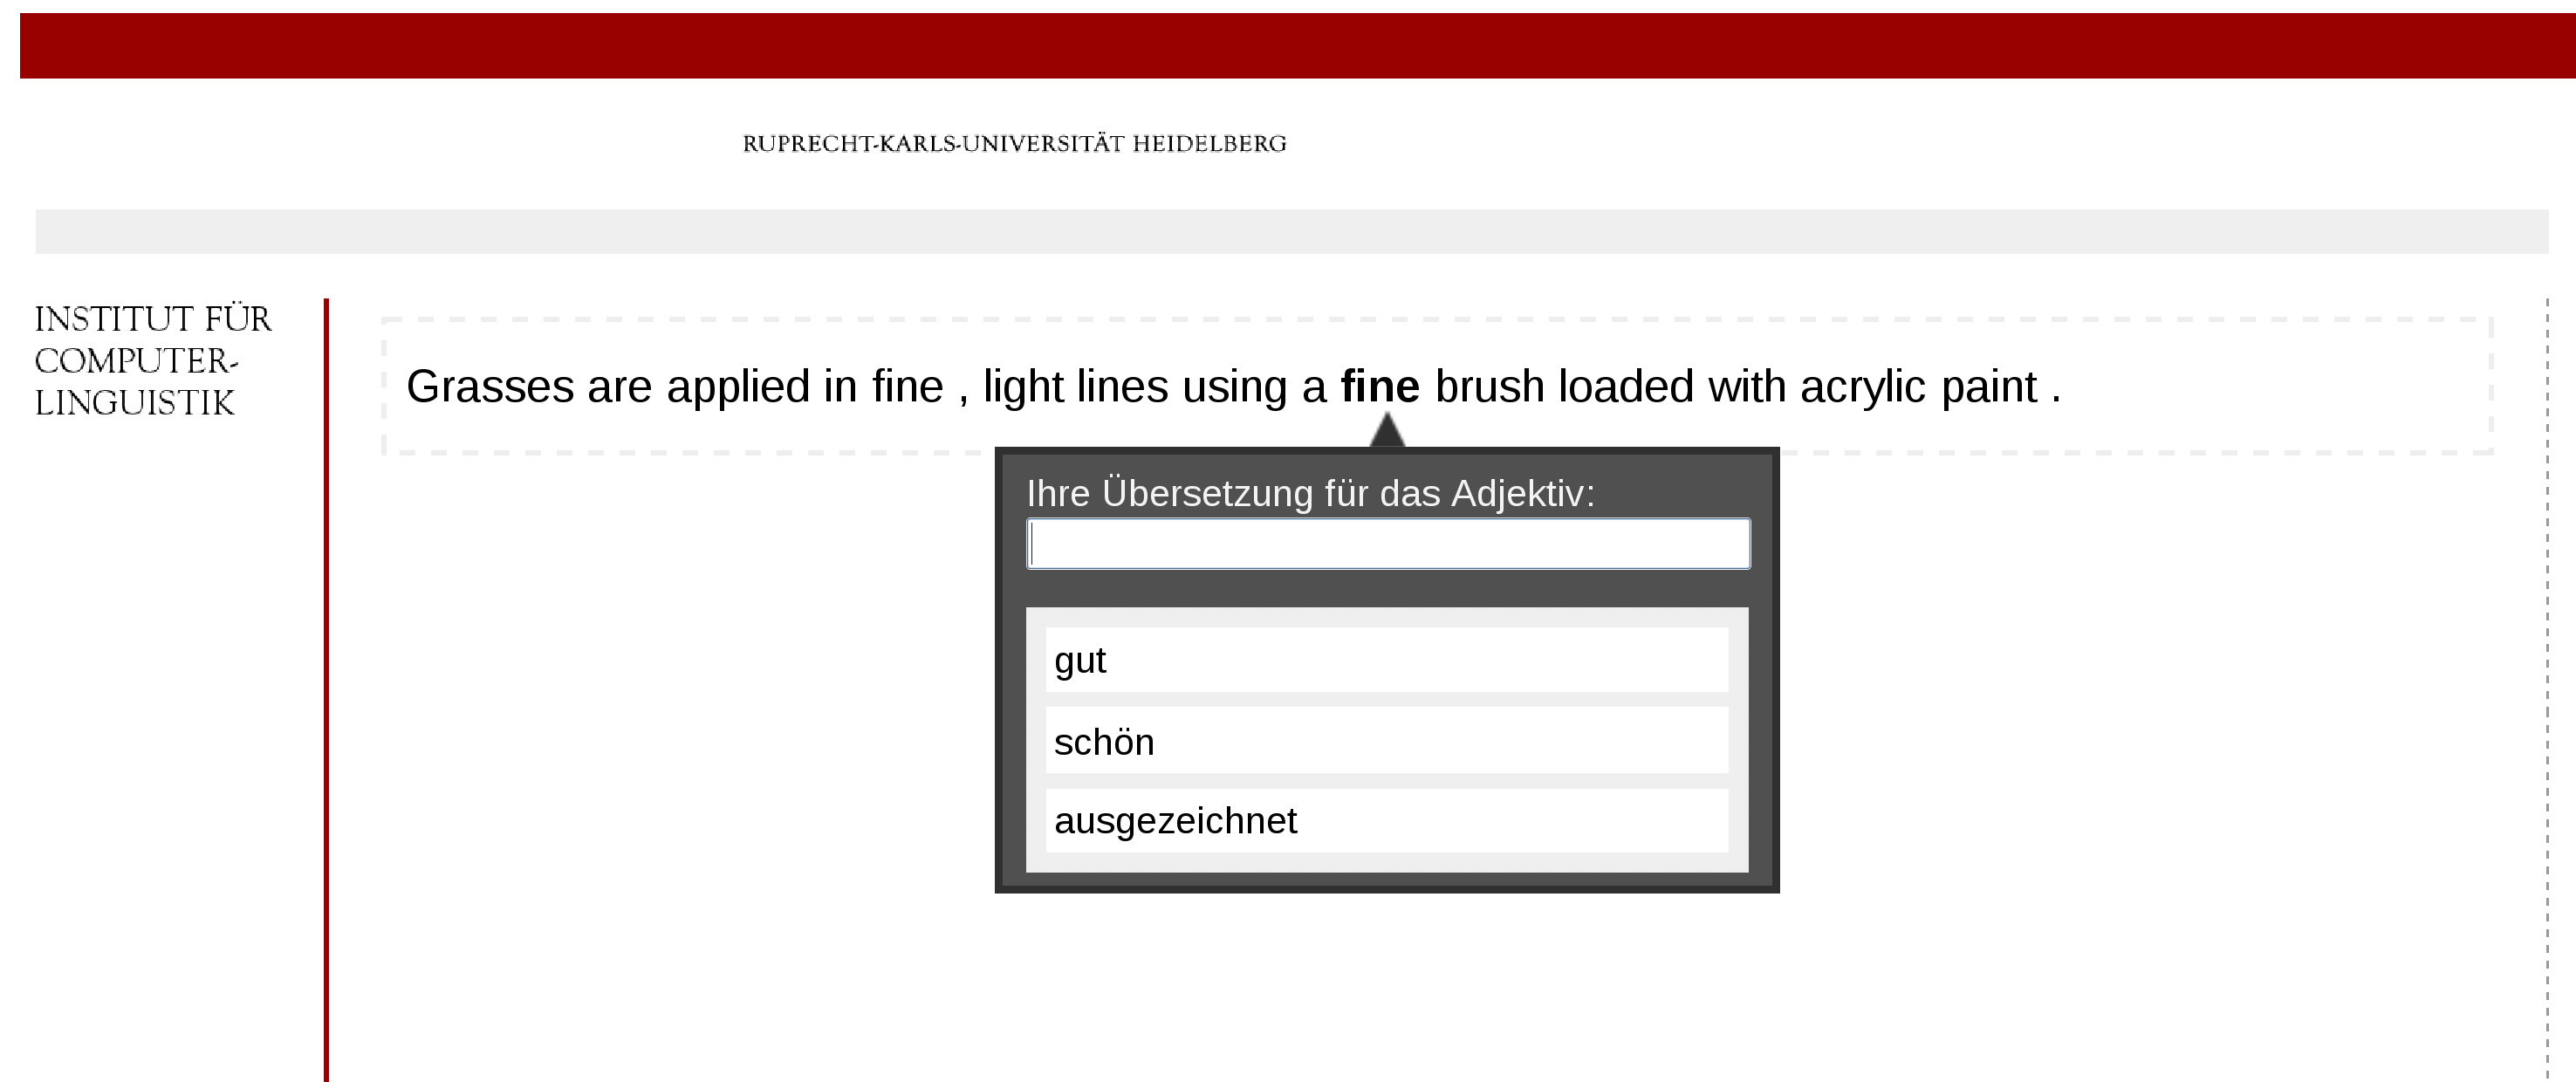 RUPRECHT-KARLS-UNIVERSITÄT HEIDELBERG
INSTITUT FÜR
COMPUTER-
LINGUISTIK
Grasses are applied in fine , light lines using a fine brush loaded with acrylic paint .
Ihre Übersetzung für das Adjektiv:
gut
schön
ausgezeichnet